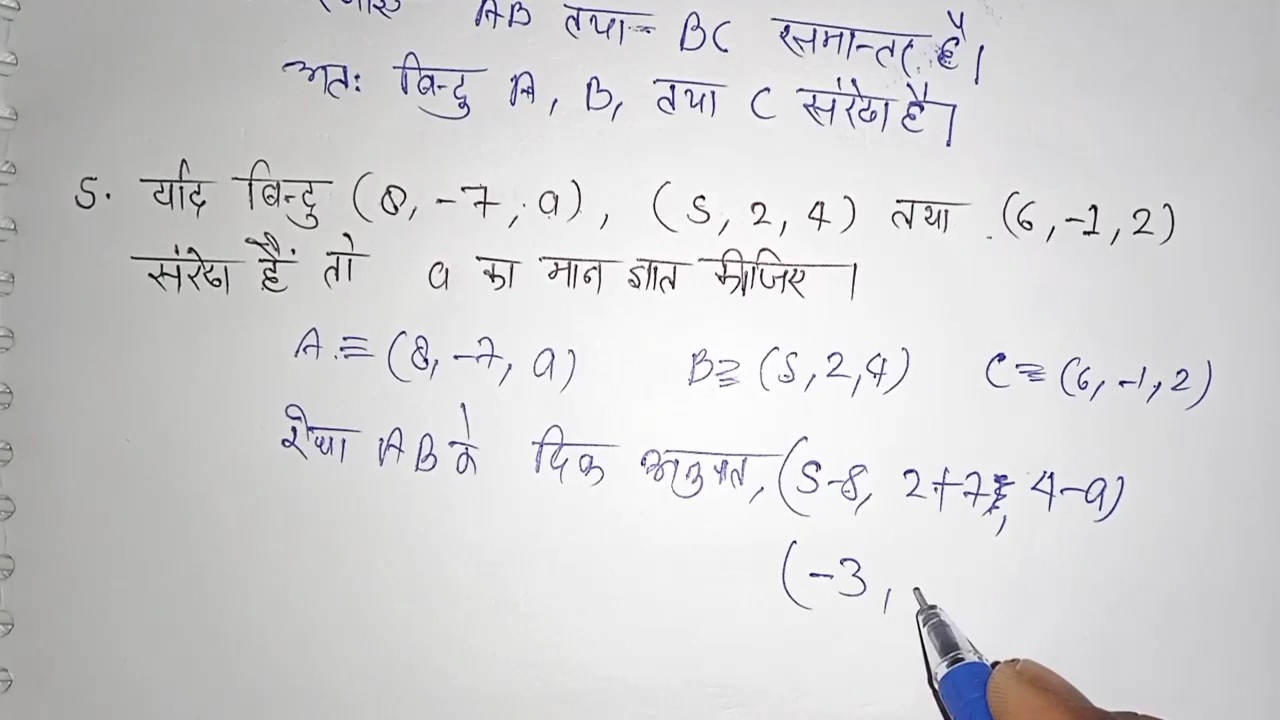 AB तथा BC समान्तर है।
अतः बिन्दु A, B, तथा C संरेख है।
5. यदि बिन्दु (8, -7, a), (5, 2, 4) तथा (6, -1, 2)
संरेख हैं तो a का मान ज्ञात कीजिए।
A ≡ (8, -7, a) B ≡ (5, 2, 4) C ≡ (6, -1, 2)
रेखा AB के दिक अनुपात, (5-8, 2+7, 4-a)
(-3,